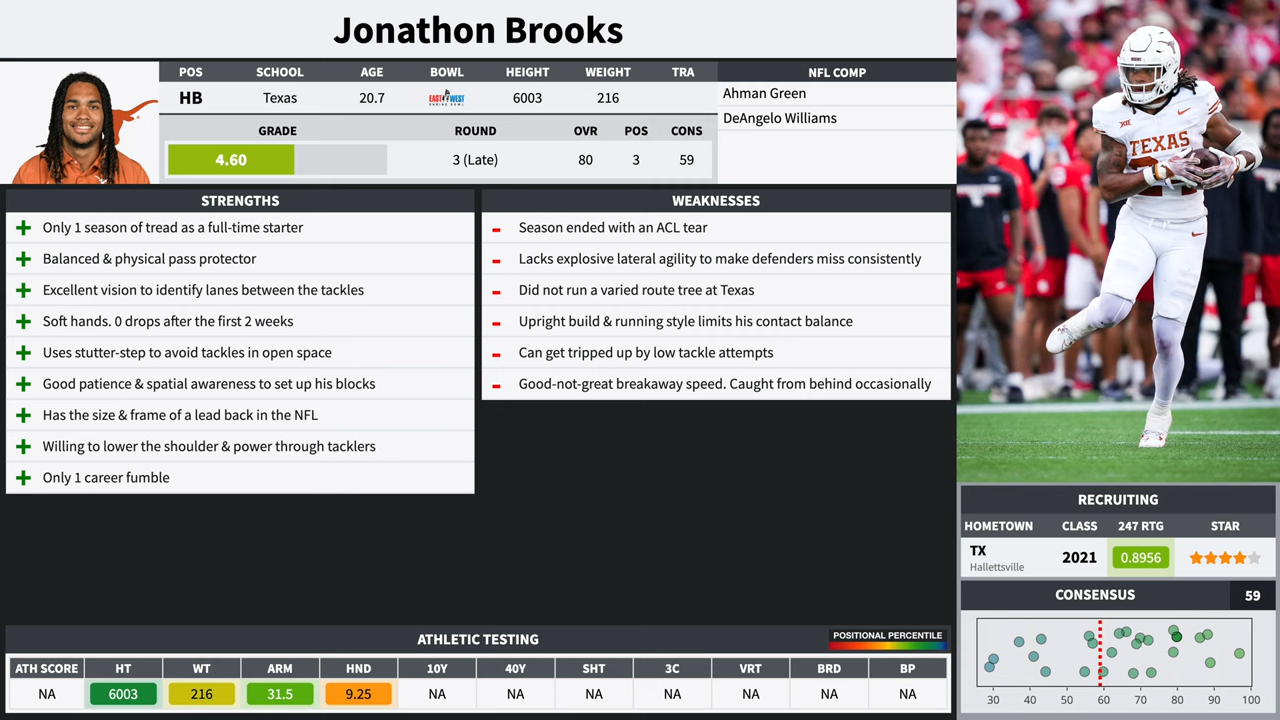 Jonathon Brooks
POS SCHOOL AGE BOWL HEIGHT WEIGHT TRA
HB Texas 20.7 EAST WEST 6003 216
GRADE ROUND OVR POS CONS
4.60 3 (Late) 80 3 59
NFL COMP
Ahman Green
DeAngelo Williams
STRENGTHS
+ Only 1 season of tread as a full-time starter
+ Balanced & physical pass protector
+ Excellent vision to identify lanes between the tackles
+ Soft hands. 0 drops after the first 2 weeks
+ Uses stutter-step to avoid tackles in open space
+ Good patience & spatial awareness to set up his blocks
+ Has the size & frame of a lead back in the NFL
+ Willing to lower the shoulder & power through tacklers
+ Only 1 career fumble
WEAKNESSES
- Season ended with an ACL tear
- Lacks explosive lateral agility to make defenders miss consistently
- Did not run a varied route tree at Texas
- Upright build & running style limits his contact balance
- Can get tripped up by low tackle attempts
- Good-not-great breakaway speed. Caught from behind occasionally
ATHLETIC TESTING
POSITIONAL PERCENTILE
ATH SCORE HT WT ARM HND 10Y 40Y SHT 3C VRT BRD BP
NA 6003 216 31.5 9.25 NA NA NA NA NA NA NA
TEXAS
RECRUITING
HOMETOWN CLASS 247 RTG STAR
TX 2021 0.8956
Hallettsville
CONSENSUS 59
30 40 50 60 70 80 90 100